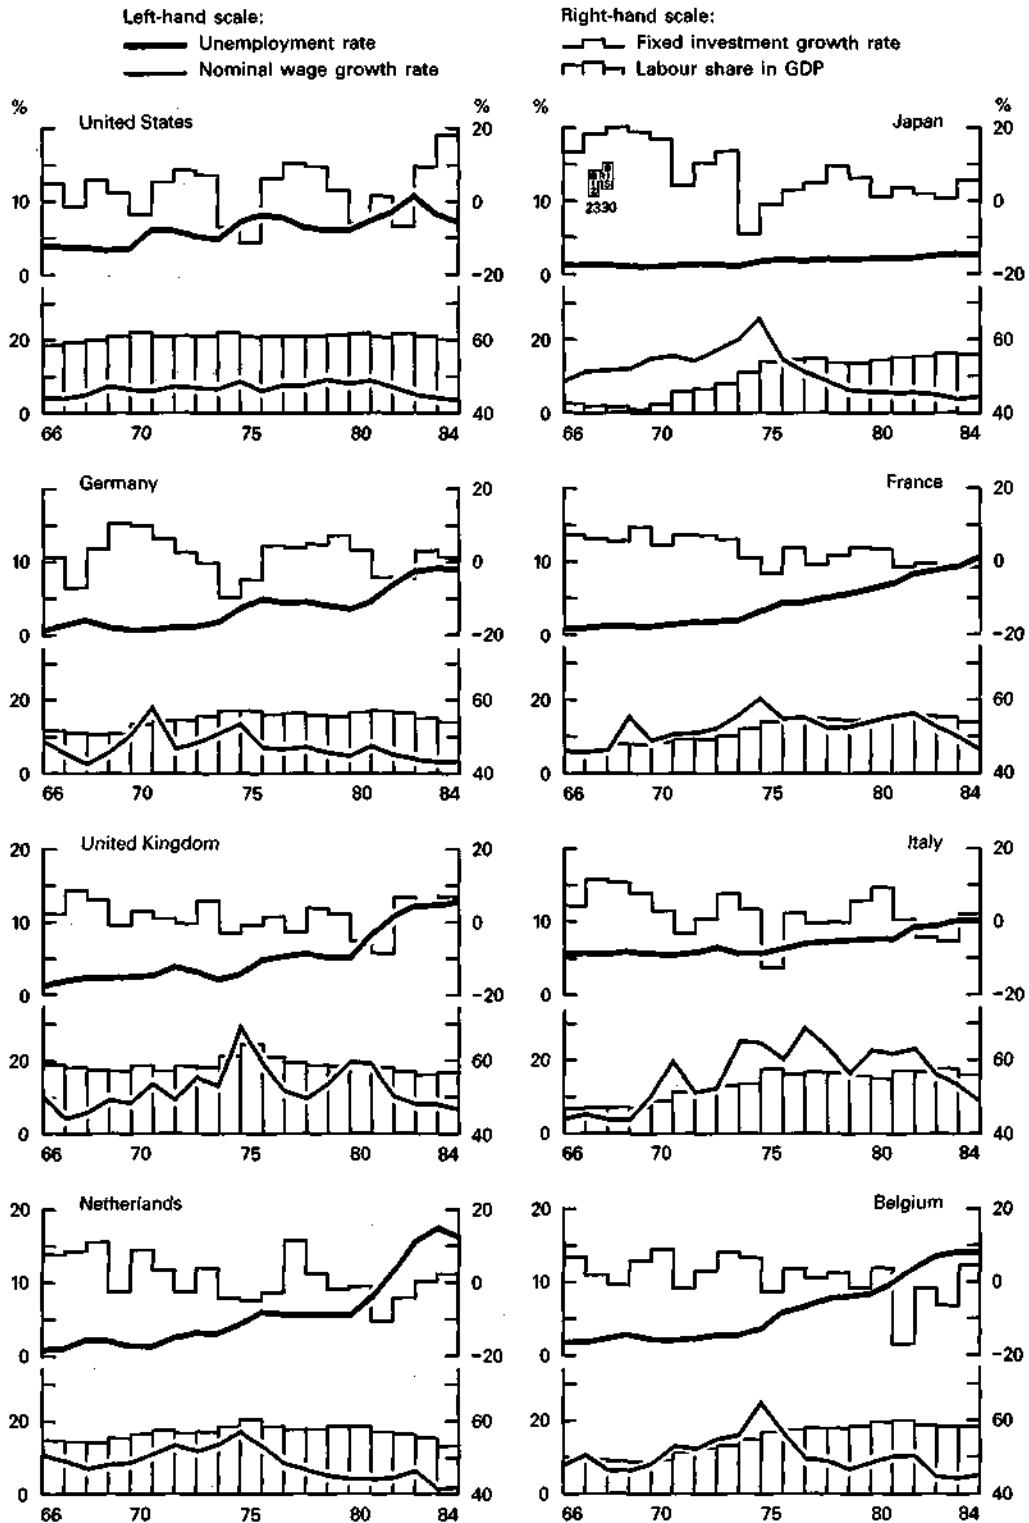 Left-hand scale:
Unemployment rate
Nominal wage growth rate
Right-hand scale:
Fixed investment growth rate
Labour share in GDP
% % % %
United States
Japan
10 0 20 0 -20
10 0 20 0 -20
2330
20 0 60 40
20 0 60 40
66 70 75 80 84
66 70 75 80 84
Germany
France
10 0 20 0 -20
10 0 20 0 -20
20 0 60 40
20 0 60 40
66 70 75 80 84
66 70 75 80 84
United Kingdom
Italy
20 10 0 20 0 -20
20 10 0 20 0 -20
20 0 60 40
20 0 60 40
66 70 75 80 84
66 70 75 80 84
Netherlands
Belgium
20 10 0 20 0 -20
20 10 0 20 0 -20
20 0 60 40
20 0 60 40
66 70 75 80 84
66 70 75 80 84